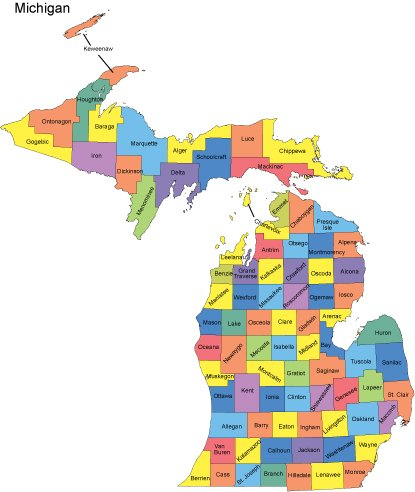 Michigan
Keweenaw
Houghton
Ontonagon
Baraga
Gogebic
Marquette
Luce
Alger
Chippewa
Iron
Schoolcraft
Mackinac
Dickinson
Delta
Menominee
Emmet
Cheboygan
Charlevoix
Presque
Isle
Antrim
Otsego
Montmorency
Alpena
Leelanau
Benzie
Grand
Traverse
Kalkaska
Crawford
Oscoda
Alcona
Manistee
Wexford
Missaukee
Roscommon
Ogemaw
Iosco
Arenac
Mason
Lake
Osceola
Clare
Gladwin
Huron
Oceana
Newaygo
Mecosta
Isabella
Midland
Bay
Tuscola
Sanilac
Muskegon
Montcalm
Gratiot
Saginaw
Lapeer
St. Clair
Ottawa
Kent
Ionia
Clinton
Shiawassee
Genesee
Macomb
Allegan
Barry
Eaton
Ingham
Livingston
Oakland
Van
Buren
Kalamazoo
Calhoun
Jackson
Washtenaw
Wayne
Berrien
Cass
St. Joseph
Branch
Hillsdale
Lenawee
Monroe